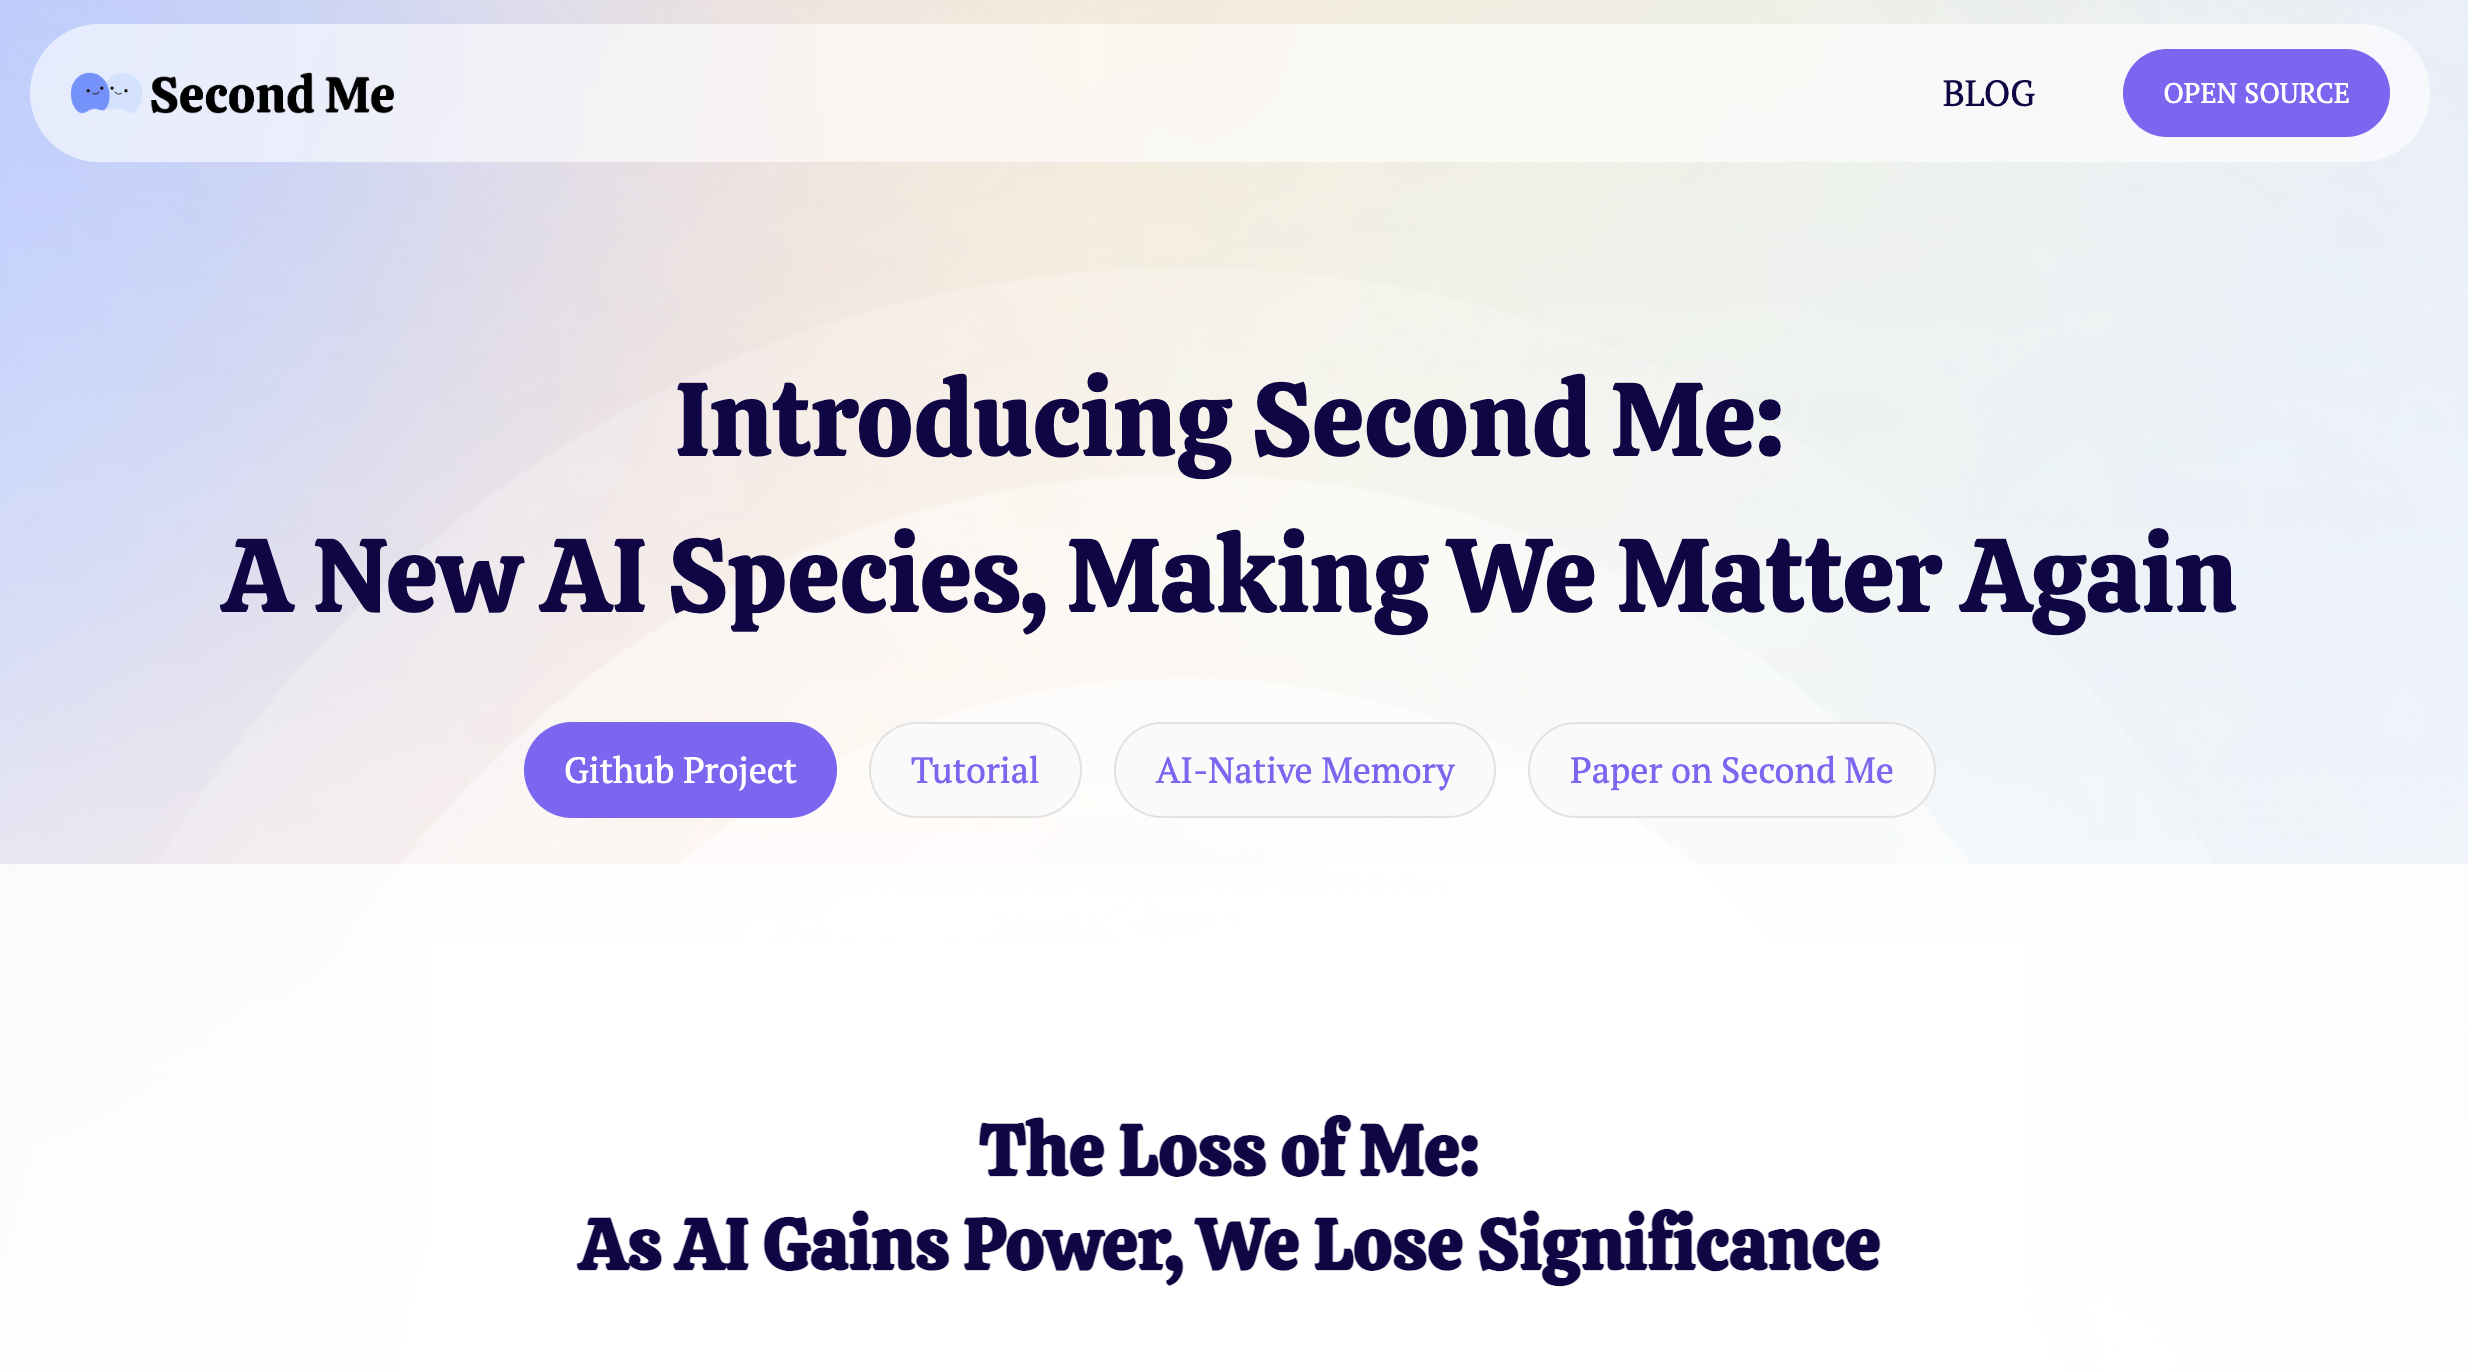 Second Me
BLOG
OPEN SOURCE
Introducing Second Me:
A New AI Species, Making We Matter Again
Github Project
Tutorial
AI-Native Memory
Paper on Second Me
The Loss of Me:
As AI Gains Power, We Lose Significance